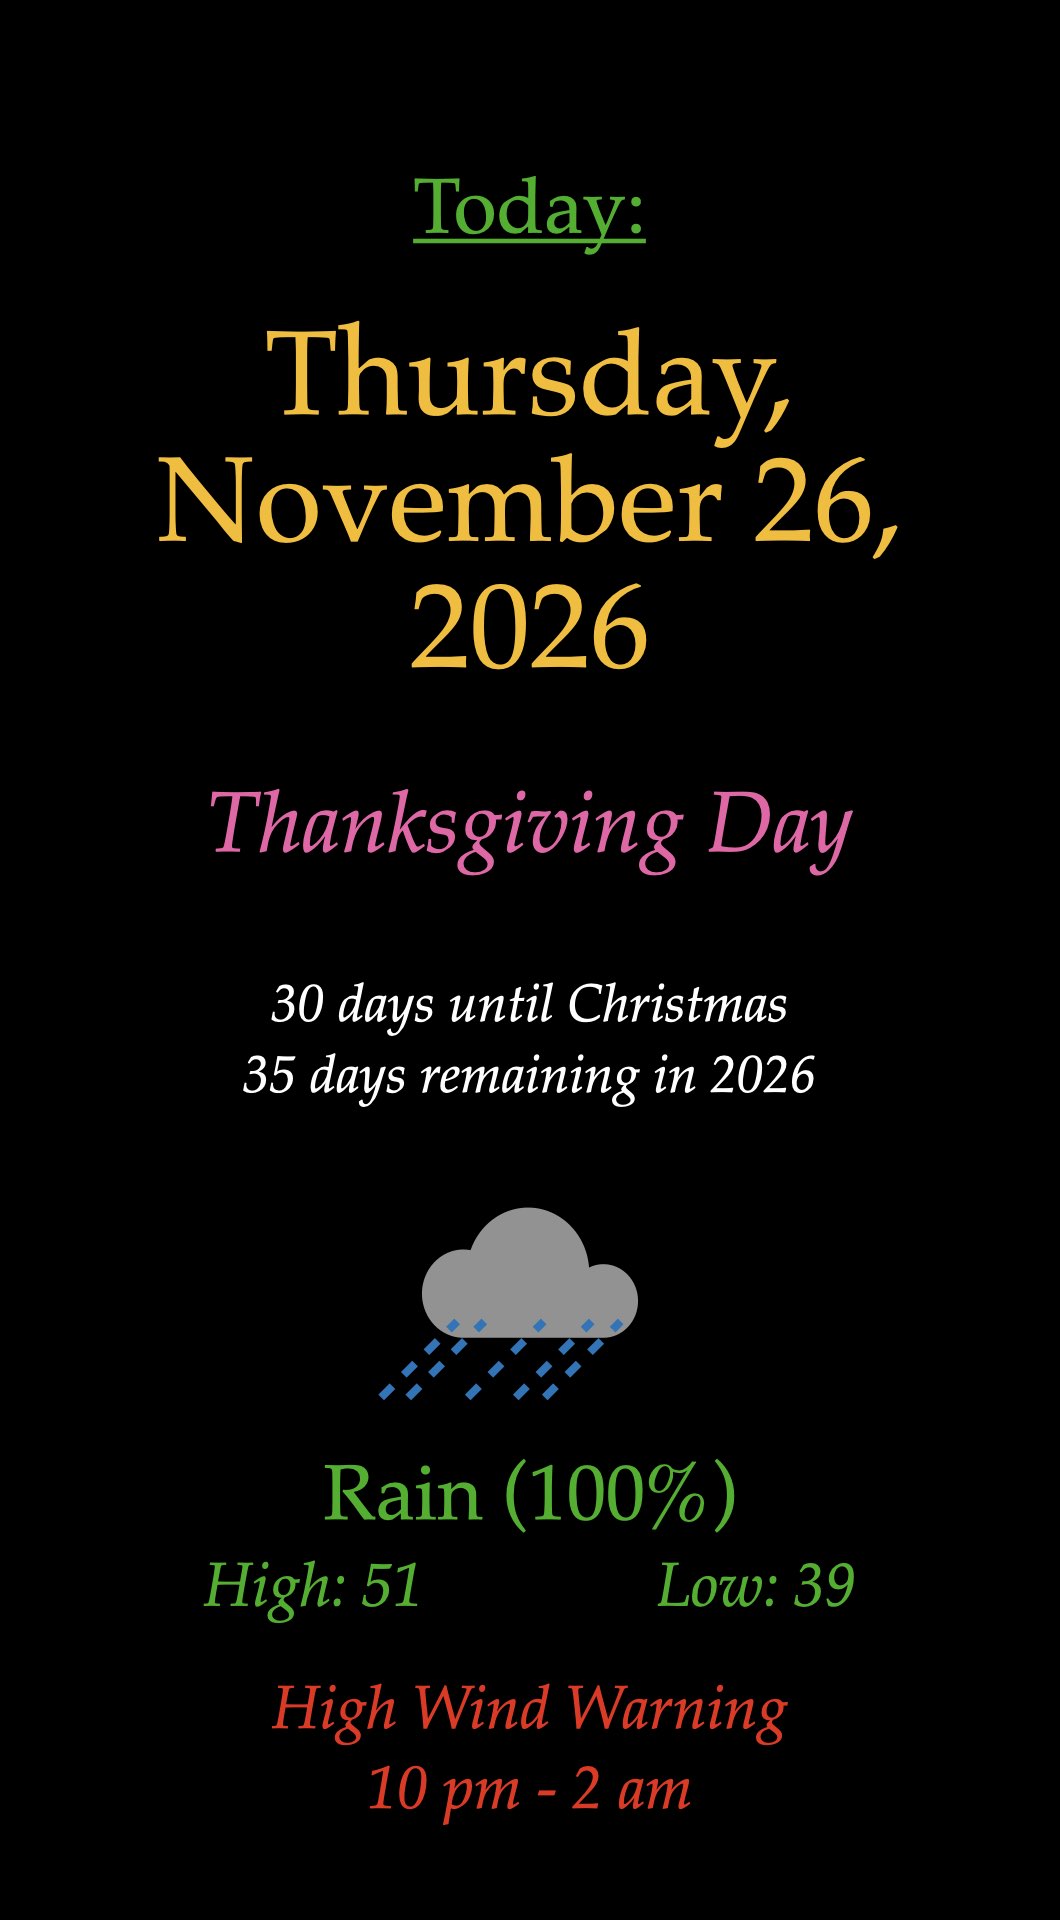 Today:
Thursday,
November 26,
2026
Thanksgiving Day
30 days until Christmas
35 days remaining in 2026
Rain (100%)
High: 51 Low: 39
High Wind Warning
10 pm - 2 am